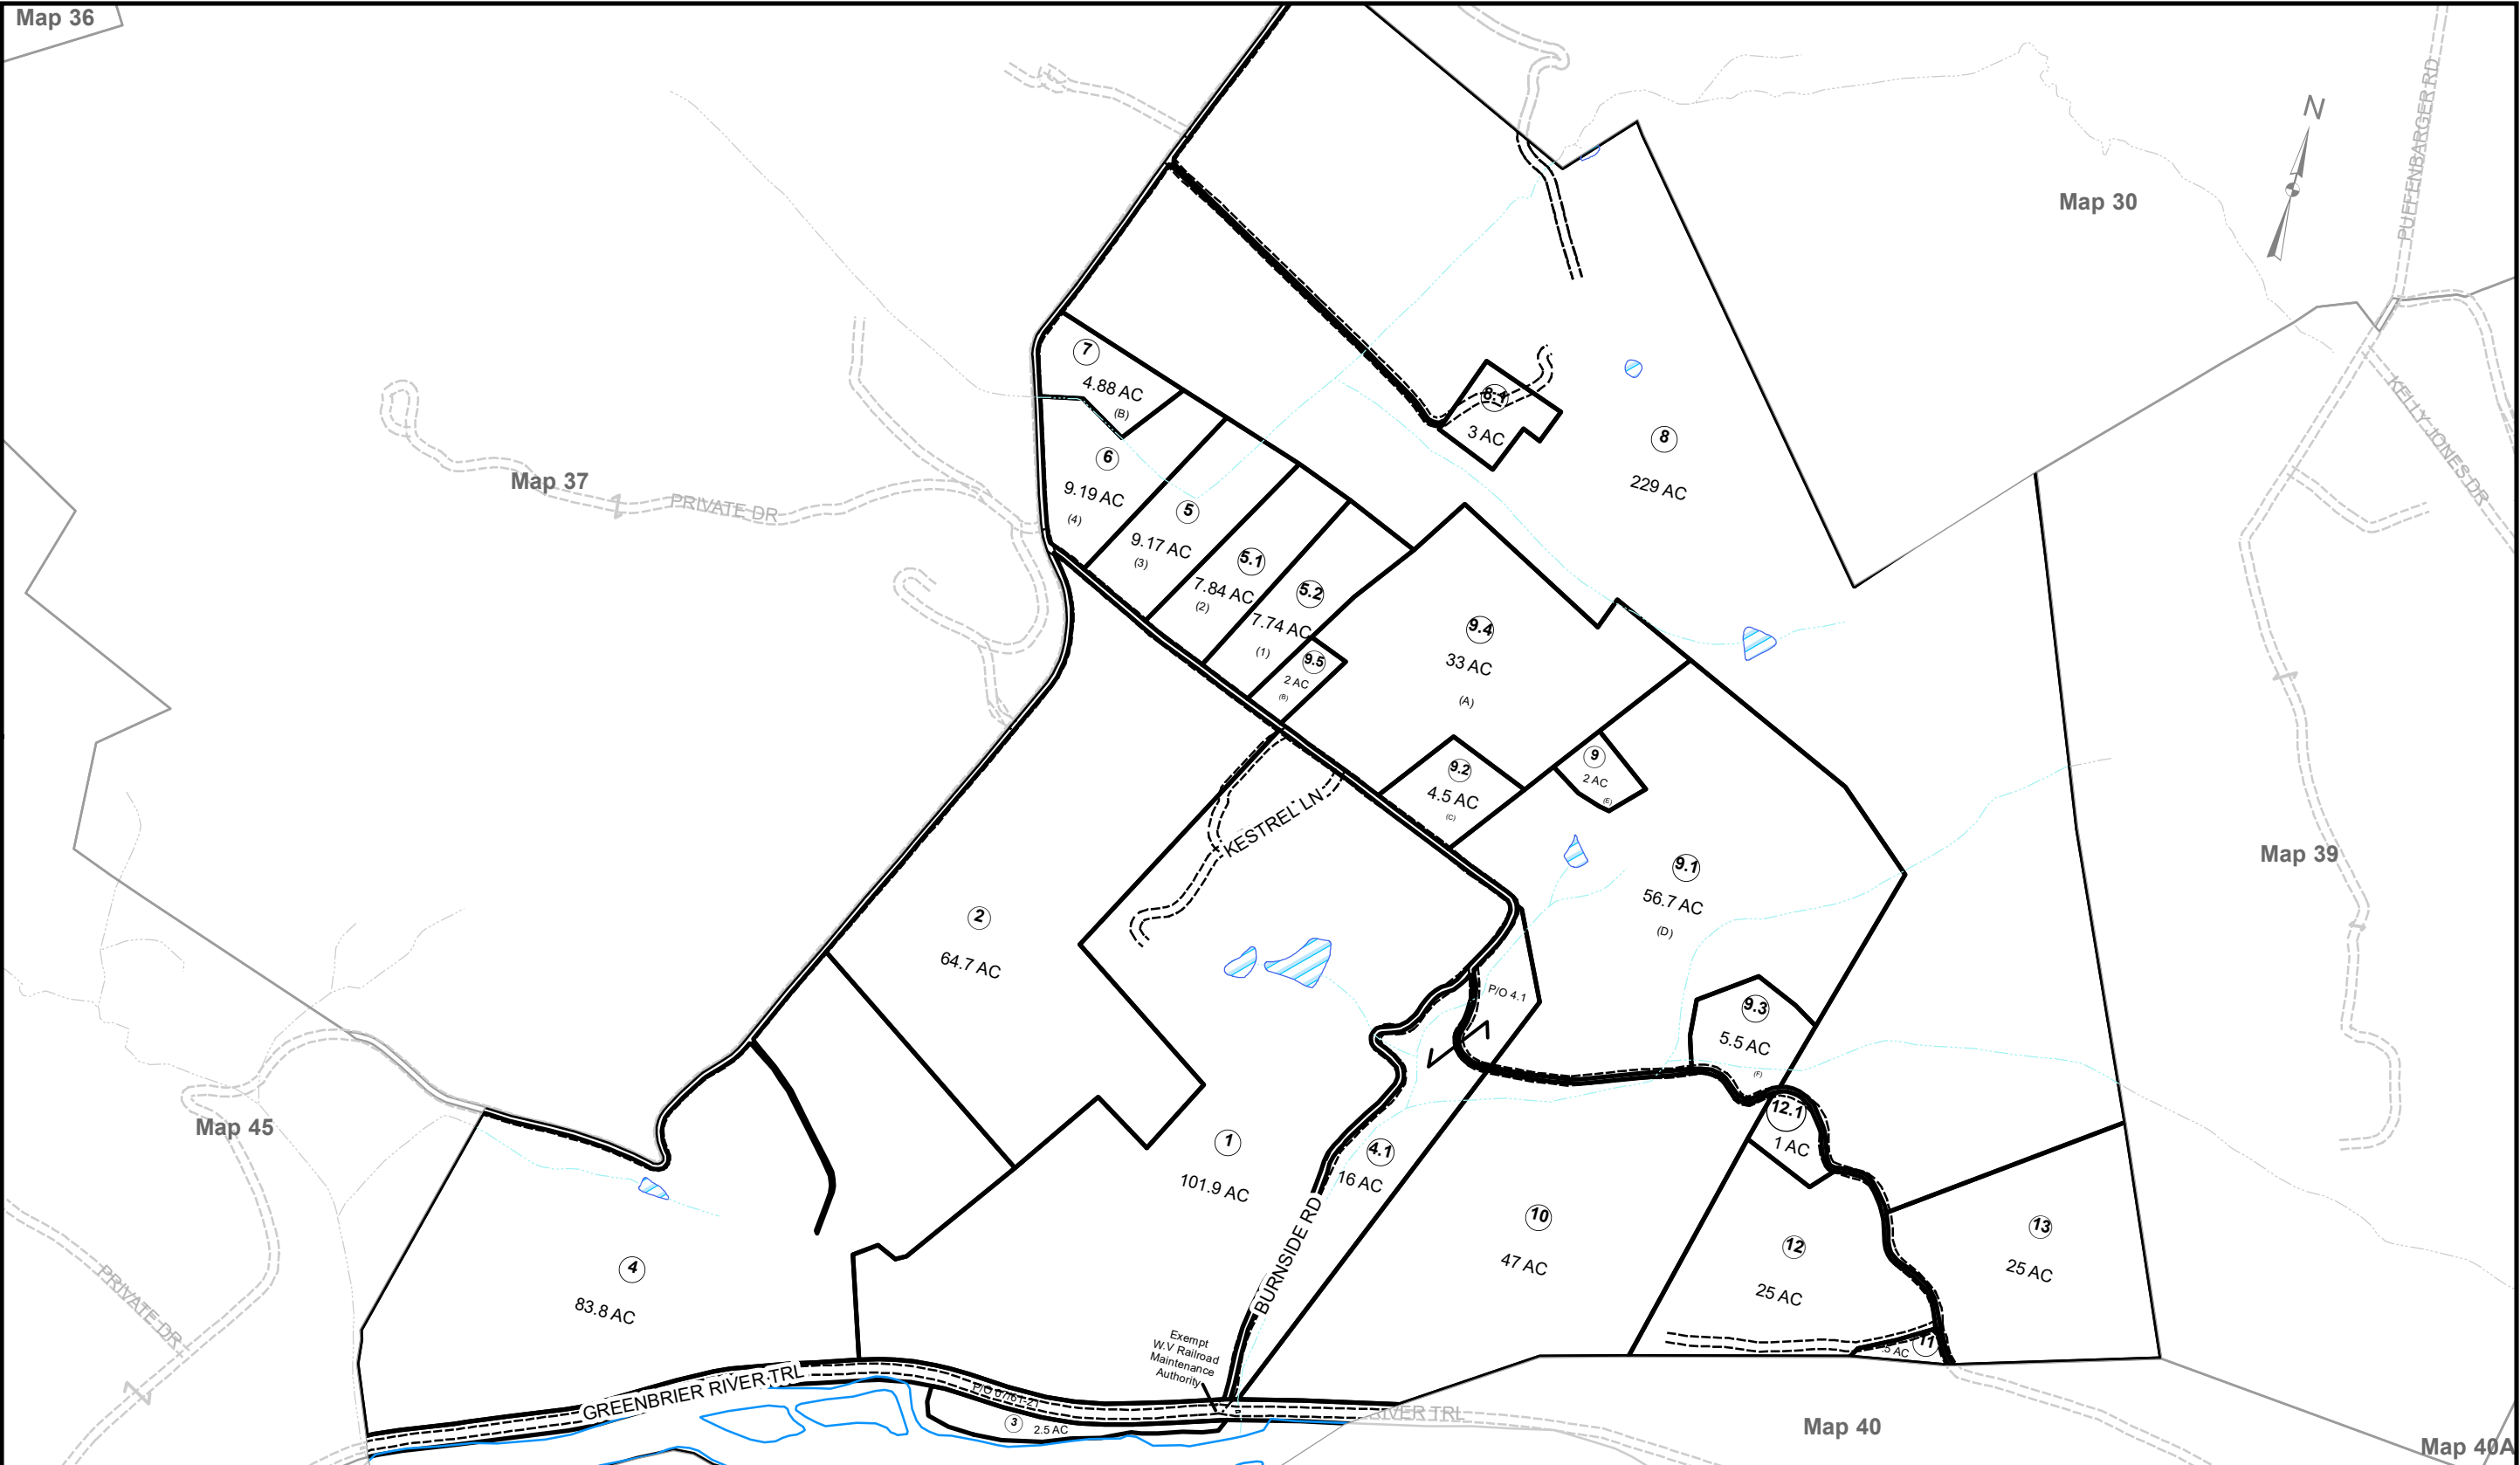 Map 36
N
PUFFENBARGER RD
Map 30
7
4.88 AC
(B)
8.1
3 AC
8
229 AC
KELLY JONES DR
Map 37
PRIVATE DR
6
9.19 AC
(4)
5
9.17 AC
(3)
5.1
7.84 AC
(2)
5.2
7.74 AC
(1)
9.5
2 AC
(B)
9.4
33 AC
(A)
9.2
4.5 AC
(C)
9
2 AC
(E)
KESTREL LN
Map 39
9.1
56.7 AC
(D)
2
64.7 AC
P/O 4.1
9.3
5.5 AC
(F)
Map 45
12.1
1 AC
1
101.9 AC
4.1
16 AC
BURNSIDE RD
10
47 AC
12
25 AC
13
25 AC
4
83.8 AC
PRIVATE DR
11
.5 AC
Exempt
W.V Railroad
Maintenance
Authority
GREENBRIER RIVER TRL
P/O 07/61-21
3
2.5 AC
RIVER TRL
Map 40
Map 40A